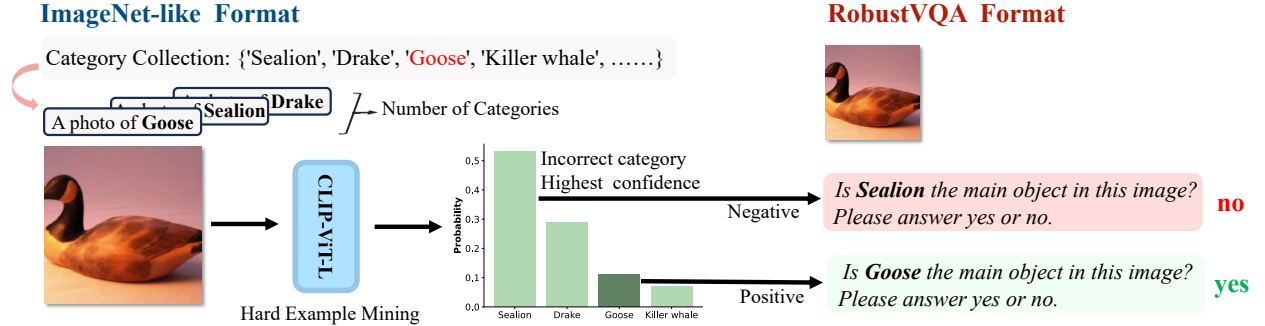 ImageNet-like Format
Category Collection: {'Sealion', 'Drake', 'Goose', 'Killer whale', ……}
Drake
Sealion
A photo of Goose
Number of Categories
CLIP-ViT-L
Hard Example Mining
Probability
0,5
0.4
0.3
0.2
0.1
0.0
Sealion
Drake
Goose
Killer whale
Incorrect category
Highest confidence
Negative
Positive
RobustVQA Format
Is Sealion the main object in this image?
Please answer yes or no.
no
Is Goose the main object in this image?
Please answer yes or no.
yes